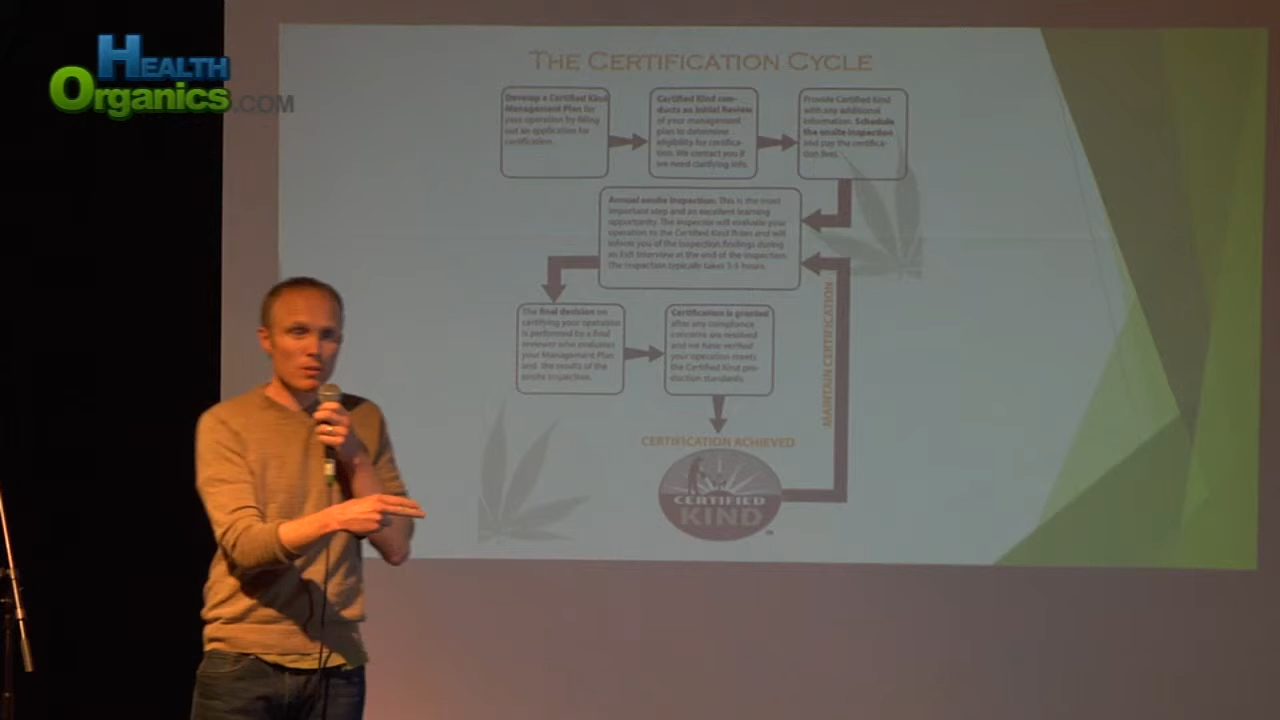 HEALTH
Organics.COM
THE CERTIFICATION CYCLE
Develop a Certified Kind
Management Plan for
your operation by filling
out an application for
certification.
Certified Kind con-
ducts an Initial Review
of your management
plan to determine
eligibility for certifica-
tion. We contact you if
we need clarifying info.
Provide Certified Kind
with any additional
information. Schedule
the onsite inspection
and pay the certifica-
tion fees.
Annual onsite inspection. This is the most
important step and an excellent learning
opportunity. The inspector will evaluate your
operation to the Certified Kind Rules and will
inform you of the inspection findings during
an Exit Interview at the end of the inspection.
The inspection typically takes 3-5 hours.
The final decision on
certifying your operation
is performed by a final
reviewer who evaluates
your Management Plan
and the results of the
onsite inspection.
Certification is granted
after any compliance
concerns are resolved
and we have verified
your operation meets
the Certified Kind pro-
duction standards.
MAINTAIN CERTIFICATION
CERTIFICATION ACHIEVED
CERTIFIED
KIND
TM